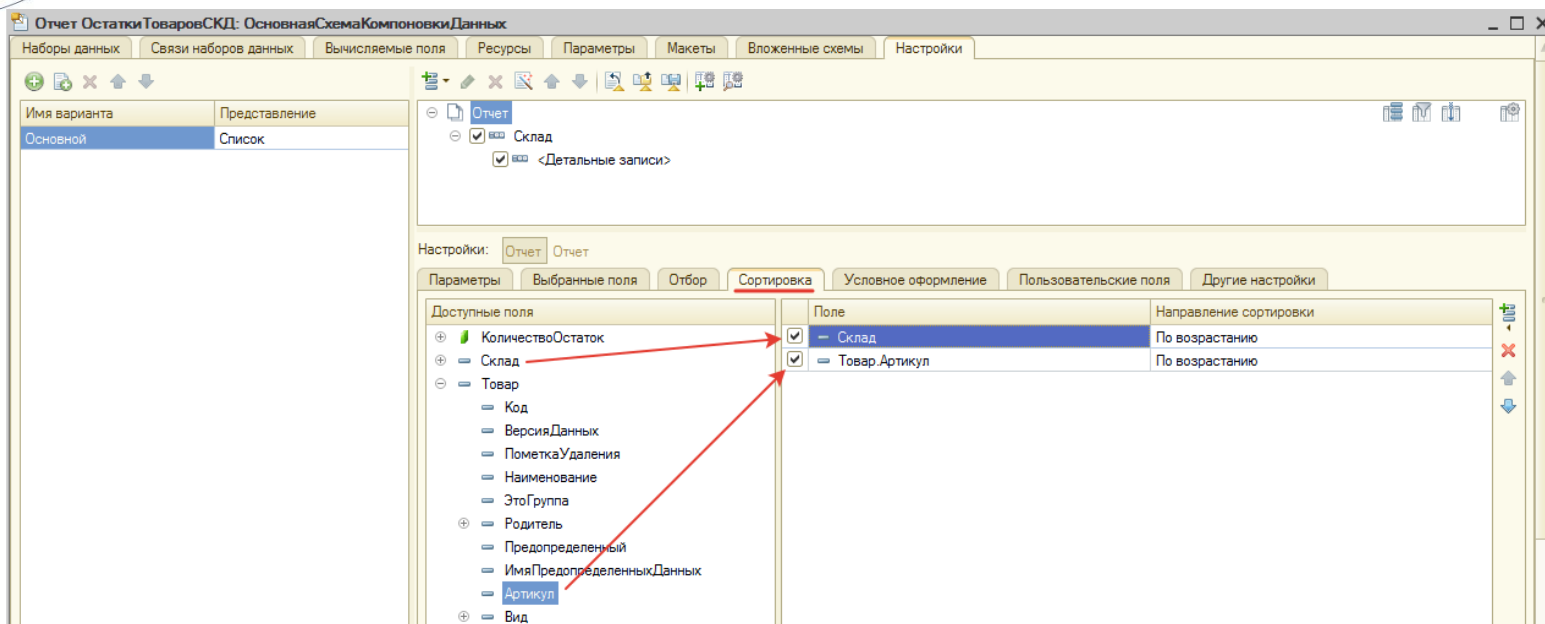 Отчет ОстаткиТоваровСКД: ОсновнаяСхемаКомпоновкиДанных
Наборы данных Связи наборов данных Вычисляемые поля Ресурсы Параметры Макеты Вложенные схемы Настройки
Имя варианта Представление
Основной Список
Отчет
Склад
<Детальные записи>
Настройки: Отчет Отчет
Параметры Выбранные поля Отбор Сортировка Условное оформление Пользовательские поля Другие настройки
Доступные поля Поле Направление сортировки
КоличествоОстаток Склад По возрастанию
Склад Товар.Артикул По возрастанию
Товар
Код
ВерсияДанных
ПометкаУдаления
Наименование
ЭтоГруппа
Родитель
Предопределенный
ИмяПредопределенныхДанных
Артикул
Вид